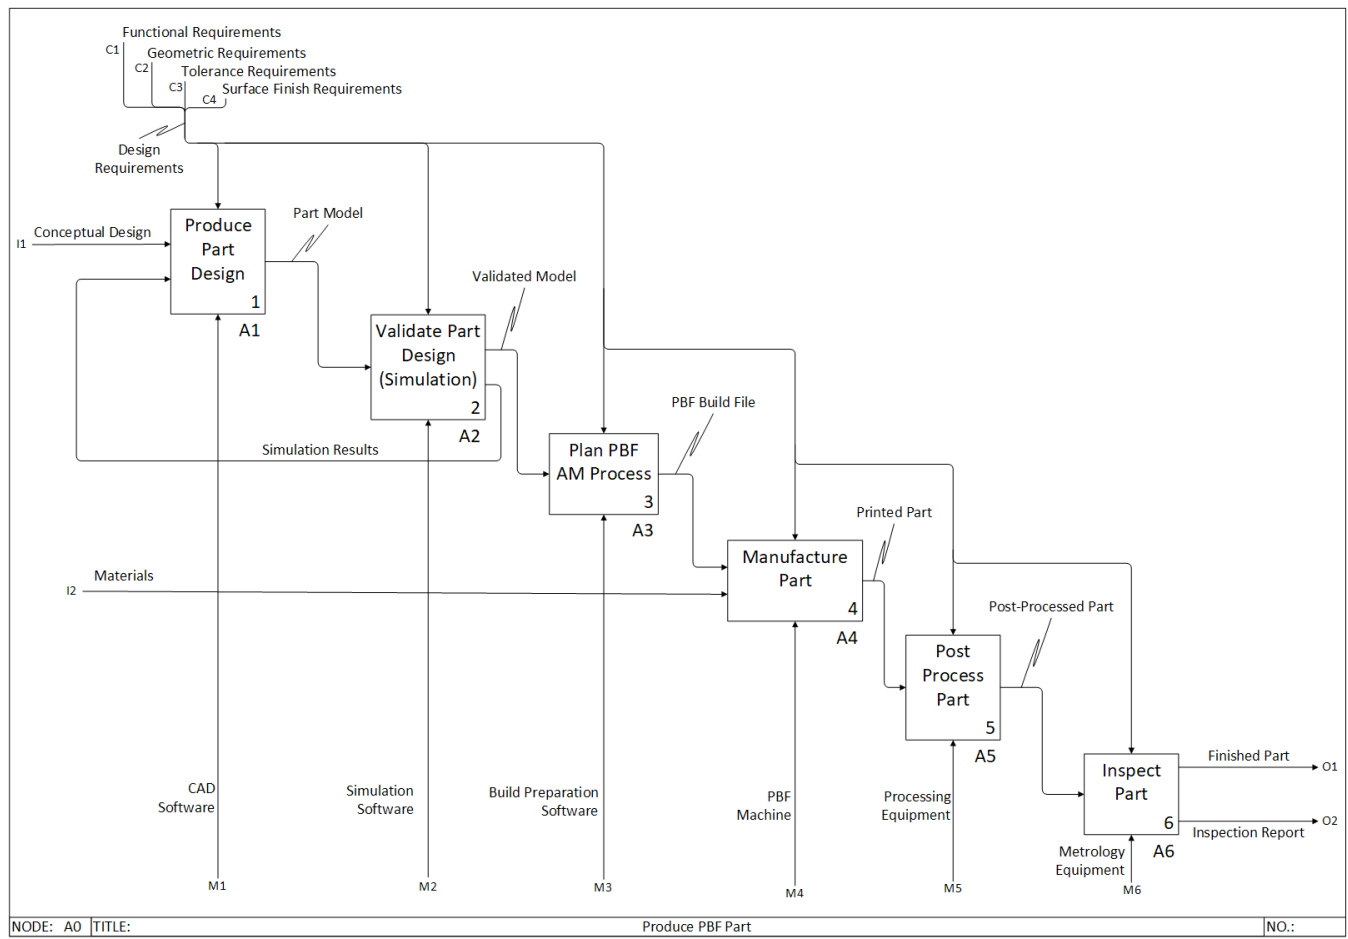 Functional Requirements
C1
Geometric Requirements
C2
Tolerance Requirements
C3
Surface Finish Requirements
C4
Design
Requirements
Conceptual Design
I1
Produce
Part
Design
1
A1
Part Model
Validate Part
Design
(Simulation)
2
A2
Validated Model
Simulation Results
Plan PBF
AM Process
3
A3
PBF Build File
Materials
I2
Manufacture
Part
4
A4
Printed Part
Post
Process
Part
5
A5
Post-Processed Part
Inspect
Part
6
A6
Finished Part
O1
Inspection Report
O2
CAD
Software
Simulation
Software
Build Preparation
Software
PBF
Machine
Processing
Equipment
Metrology
Equipment
M1
M2
M3
M4
M5
M6
NODE: A0 TITLE: Produce PBF Part NO.: